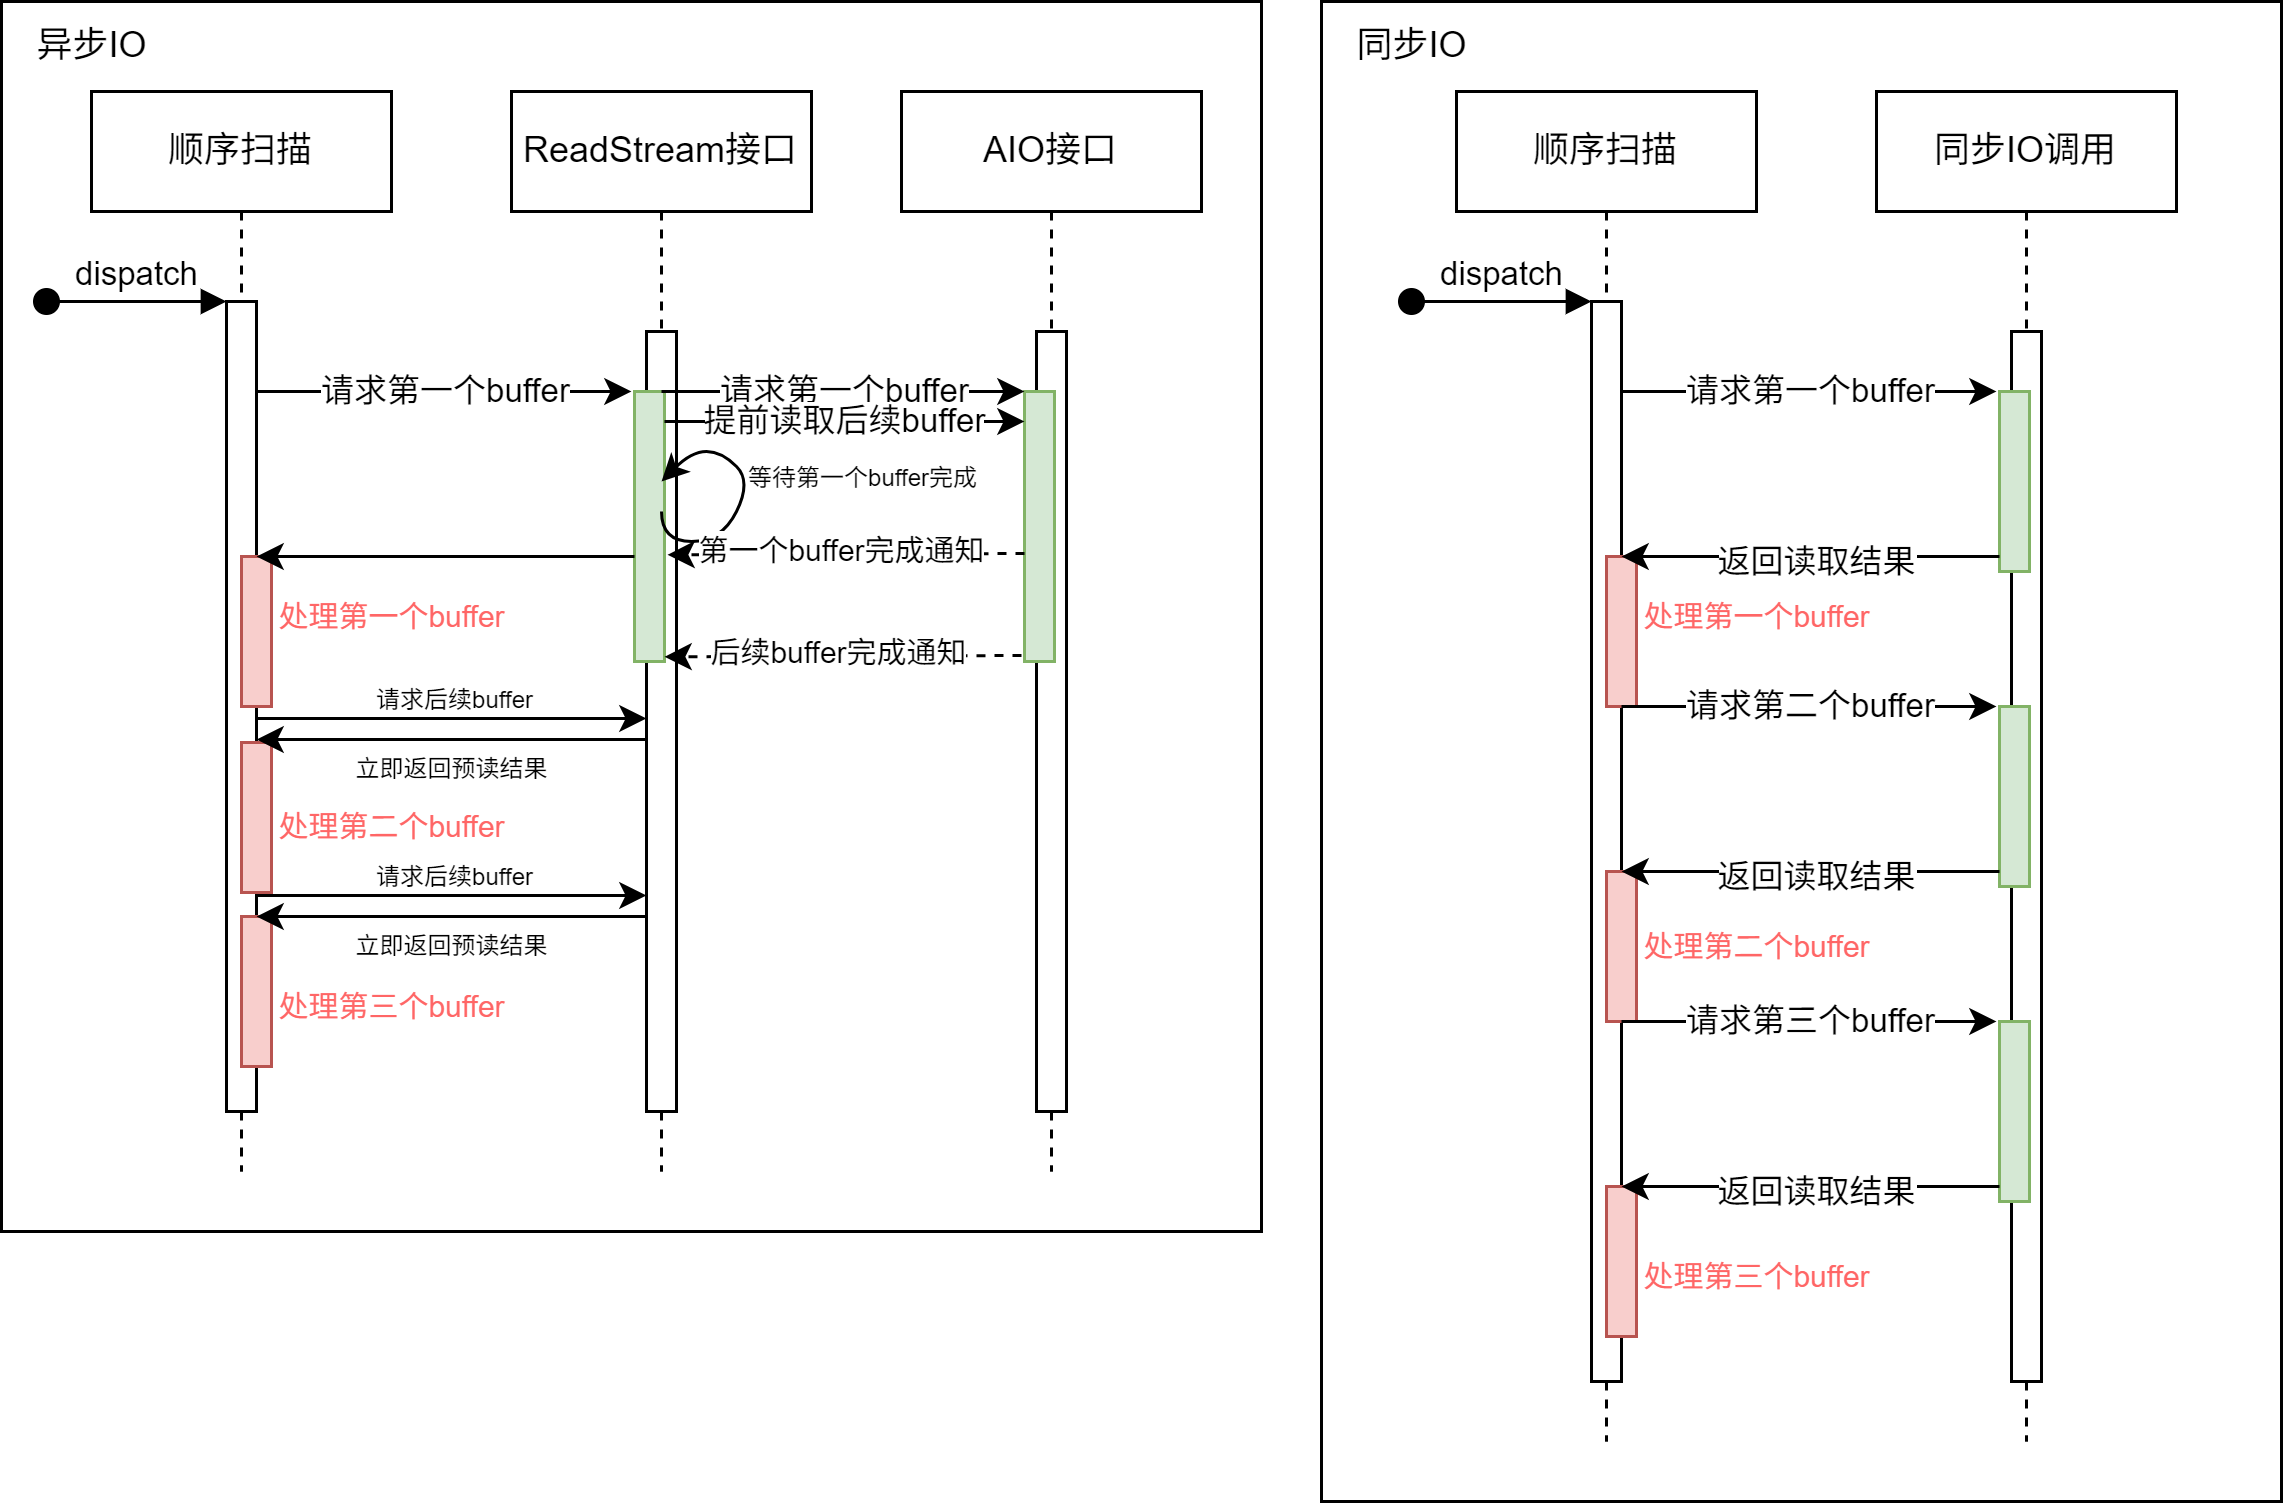 异步IO
顺序扫描
ReadStream接口
AIO接口
dispatch
请求第一个buffer
请求第一个buffer
提前读取后续buffer
等待第一个buffer完成
第一个buffer完成通知
处理第一个buffer
后续buffer完成通知
请求后续buffer
立即返回预读结果
处理第二个buffer
请求后续buffer
立即返回预读结果
处理第三个buffer
同步IO
顺序扫描
同步IO调用
dispatch
请求第一个buffer
返回读取结果
处理第一个buffer
请求第二个buffer
返回读取结果
处理第二个buffer
请求第三个buffer
返回读取结果
处理第三个buffer